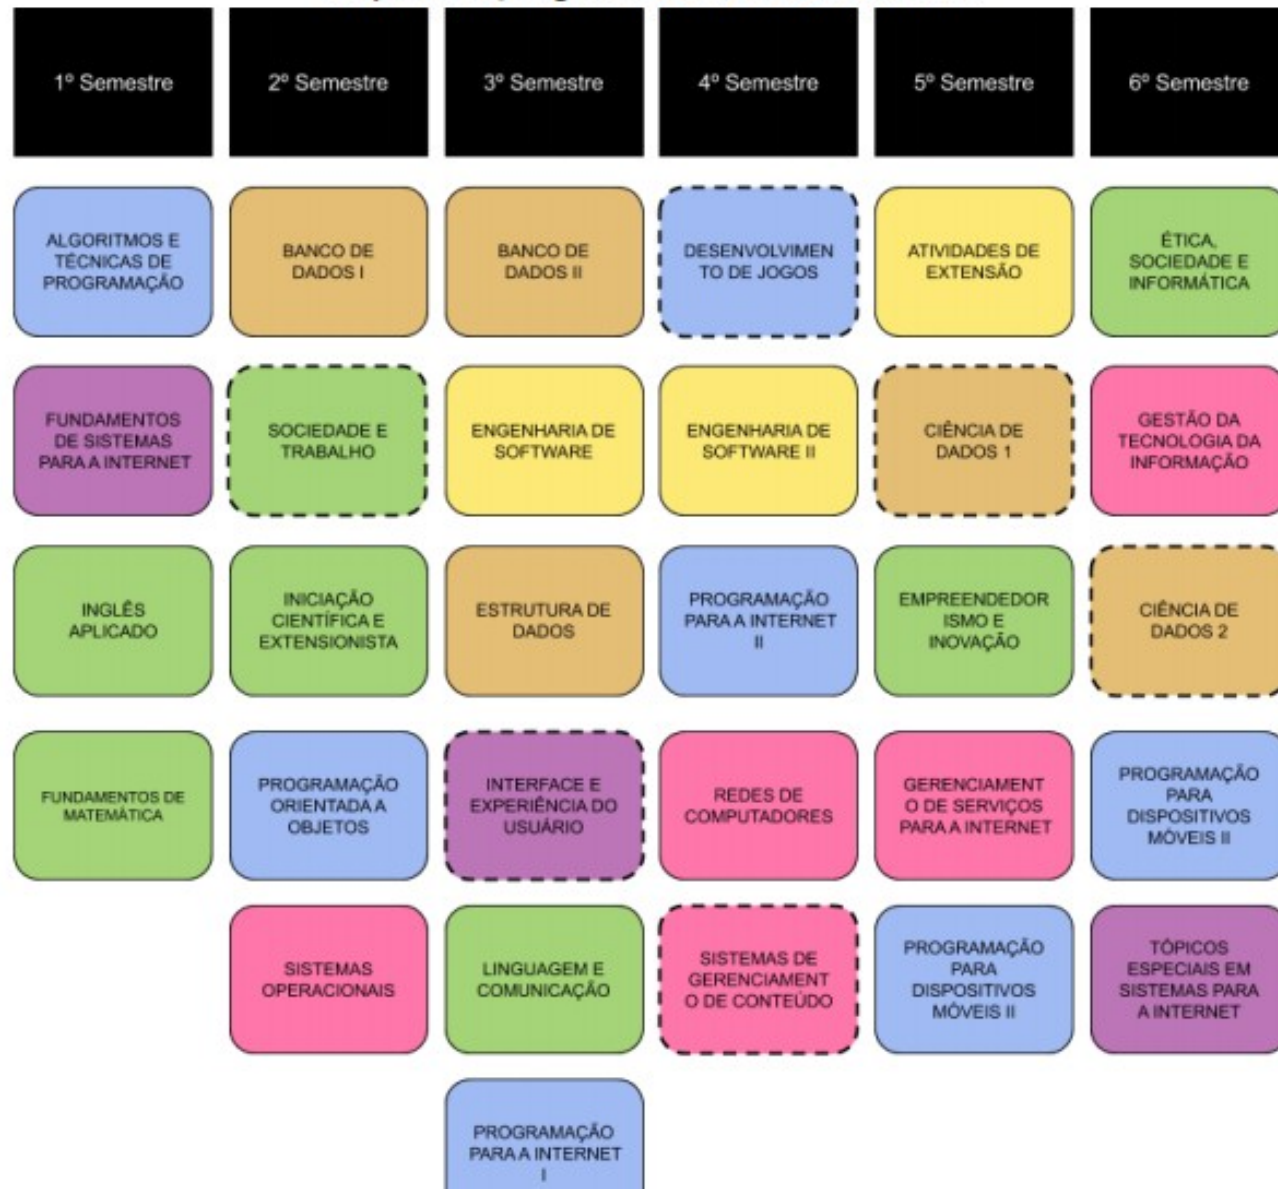 1º Semestre
2º Semestre
3º Semestre
4º Semestre
5º Semestre
6º Semestre
ALGORITMOS E
TÉCNICAS DE
PROGRAMAÇÃO
BANCO DE
DADOS I
BANCO DE
DADOS II
DESENVOLVIMEN
TO DE JOGOS
ATIVIDADES DE
EXTENSÃO
ÉTICA,
SOCIEDADE E
INFORMÁTICA
FUNDAMENTOS
DE SISTEMAS
PARA A INTERNET
SOCIEDADE E
TRABALHO
ENGENHARIA DE
SOFTWARE
ENGENHARIA DE
SOFTWARE II
CIÊNCIA DE
DADOS 1
GESTÃO DA
TECNOLOGIA DA
INFORMAÇÃO
INGLÊS
APLICADO
INICIAÇÃO
CIENTÍFICA E
EXTENSIONISTA
ESTRUTURA DE
DADOS
PROGRAMAÇÃO
PARA A INTERNET
II
EMPREENDEDOR
ISMO E
INOVAÇÃO
CIÊNCIA DE
DADOS 2
FUNDAMENTOS DE
MATEMÁTICA
PROGRAMAÇÃO
ORIENTADA A
OBJETOS
INTERFACE E
EXPERIÊNCIA DO
USUÁRIO
REDES DE
COMPUTADORES
GERENCIAMENT
O DE SERVIÇOS
PARA A INTERNET
PROGRAMAÇÃO
PARA
DISPOSITIVOS
MÓVEIS II
SISTEMAS
OPERACIONAIS
LINGUAGEM E
COMUNICAÇÃO
SISTEMAS DE
GERENCIAMENT
O DE CONTEÚDO
PROGRAMAÇÃO
PARA
DISPOSITIVOS
MÓVEIS II
TÓPICOS
ESPECIAIS EM
SISTEMAS PARA
A INTERNET
PROGRAMAÇÃO
PARA A INTERNET
I